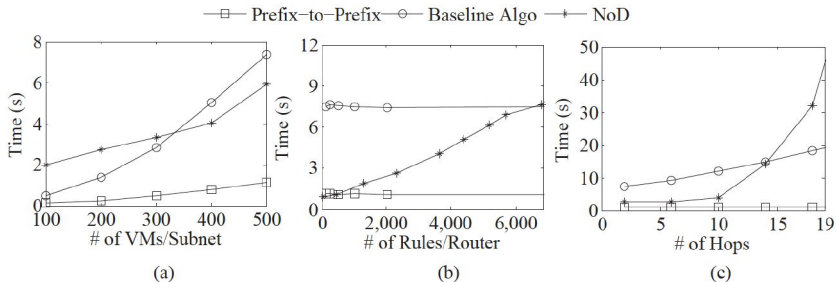 Prefix-to-Prefix Baseline Algo NoD
8
6
4
2
0
Time (s)
100 200 300 400 500
# of VMs/Subnet
(a)
12
9
6
3
0
Time (s)
0 2,000 4,000 6,000
# of Rules/Router
(b)
50
40
30
20
10
0
Time (s)
0 5 10 15 19
# of Hops
(c)